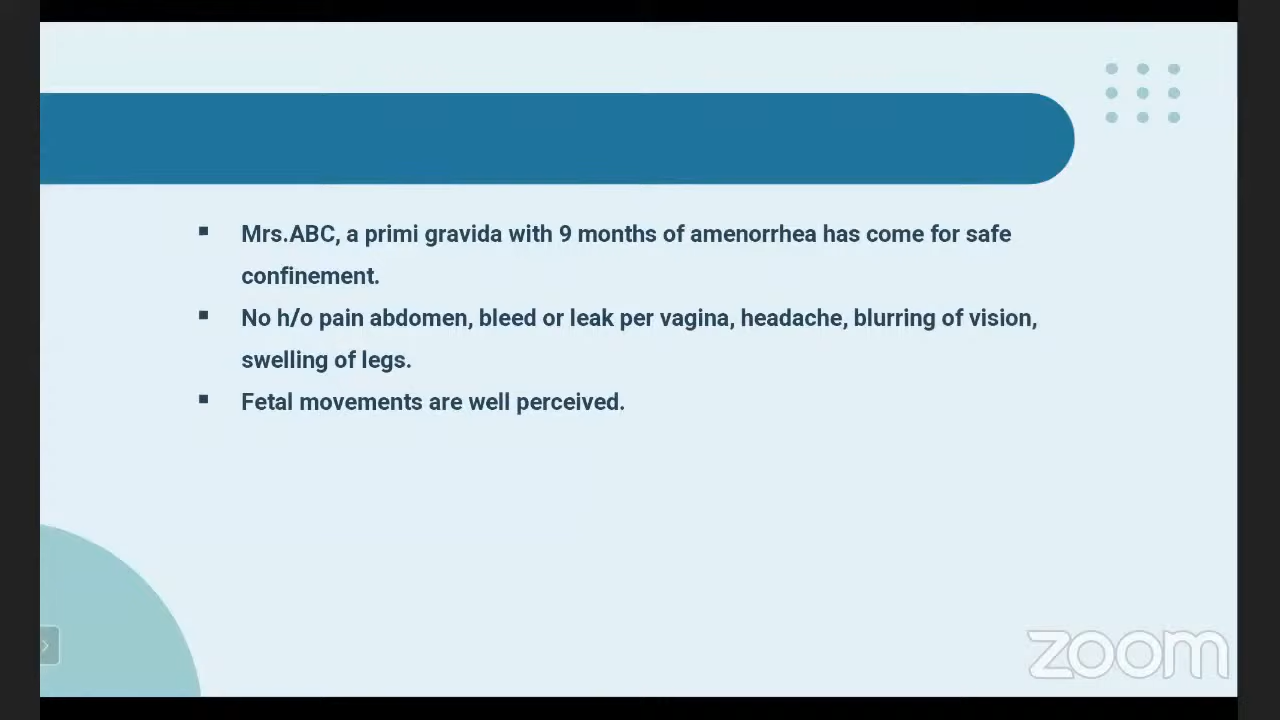 Mrs.ABC, a primi gravida with 9 months of amenorrhea has come for safe
confinement.
No h/o pain abdomen, bleed or leak per vagina, headache, blurring of vision,
swelling of legs.
Fetal movements are well perceived.
zoom